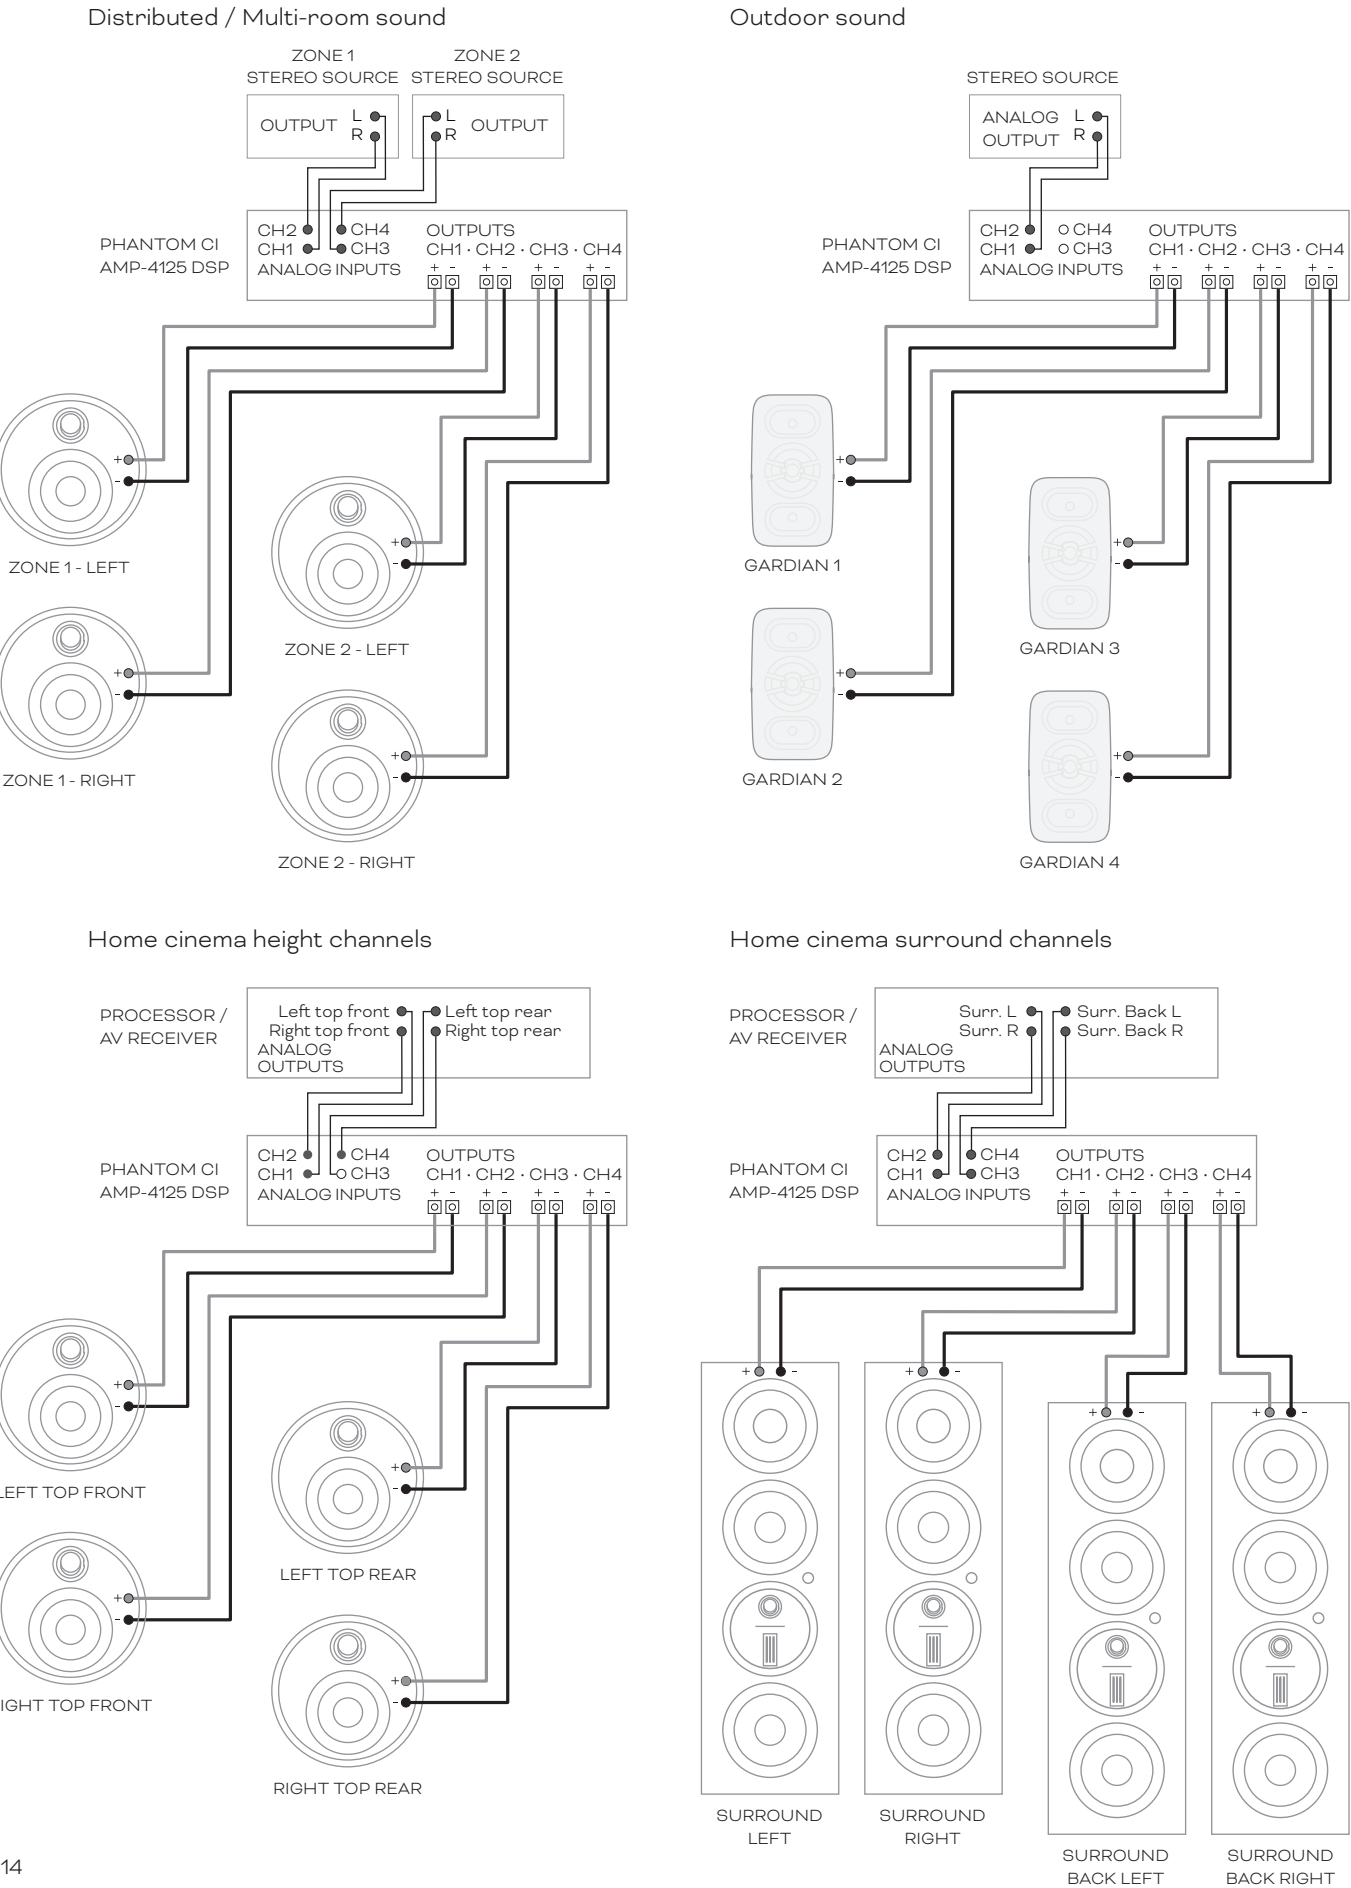 Distributed / Multi-room sound
ZONE 1
STEREO SOURCE
ZONE 2
STEREO SOURCE
OUTPUT
L
R
L
R
OUTPUT
PHANTOM CI
AMP-4125 DSP
CH2
CH4
CH1
CH3
ANALOG INPUTS
OUTPUTS
CH1 · CH2 · CH3 · CH4
+ - + - + - + -
+
-
ZONE 1 - LEFT
+
-
ZONE 2 - LEFT
+
-
ZONE 1 - RIGHT
+
-
ZONE 2 - RIGHT
Outdoor sound
STEREO SOURCE
ANALOG
OUTPUT
L
R
PHANTOM CI
AMP-4125 DSP
CH2
CH4
CH1
CH3
ANALOG INPUTS
OUTPUTS
CH1 · CH2 · CH3 · CH4
+ - + - + - + -
+
-
GARDIAN 1
+
-
GARDIAN 3
+
-
GARDIAN 2
+
-
GARDIAN 4
Home cinema height channels
PROCESSOR /
AV RECEIVER
Left top front
Left top rear
Right top front
Right top rear
ANALOG
OUTPUTS
PHANTOM CI
AMP-4125 DSP
CH2
CH4
CH1
CH3
ANALOG INPUTS
OUTPUTS
CH1 · CH2 · CH3 · CH4
+ - + - + - + -
+
-
LEFT TOP FRONT
+
-
LEFT TOP REAR
+
-
IGHT TOP FRONT
+
-
RIGHT TOP REAR
Home cinema surround channels
PROCESSOR /
AV RECEIVER
Surr. L
Surr. Back L
Surr. R
Surr. Back R
ANALOG
OUTPUTS
PHANTOM CI
AMP-4125 DSP
CH2
CH4
CH1
CH3
ANALOG INPUTS
OUTPUTS
CH1 · CH2 · CH3 · CH4
+ - + - + - + -
+ -
+ -
+ -
+ -
SURROUND
LEFT
SURROUND
RIGHT
SURROUND
BACK LEFT
SURROUND
BACK RIGHT
14